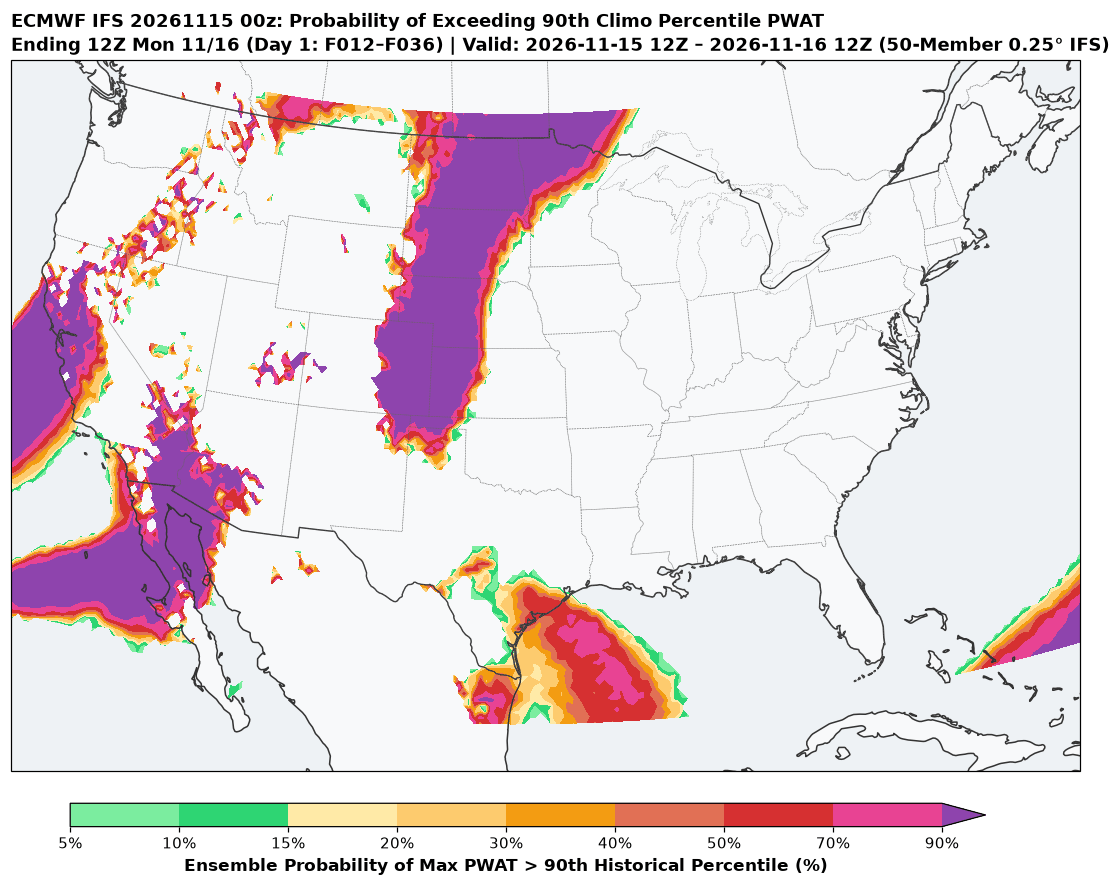 ECMWF IFS 20261115 00z: Probability of Exceeding 90th Climo Percentile PWAT
Ending 12Z Mon 11/16 (Day 1: F012–F036) | Valid: 2026-11-15 12Z – 2026-11-16 12Z (50-Member 0.25° IFS)
5% 10% 15% 20% 30% 40% 50% 70% 90%
Ensemble Probability of Max PWAT > 90th Historical Percentile (%)